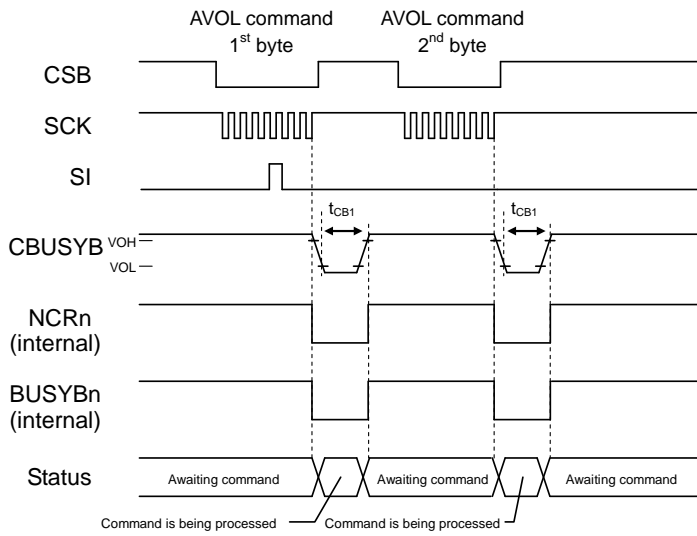 AVOL command
1st byte
AVOL command
2nd byte
CSB
SCK
SI
tCB1
tCB1
CBUSYB
VOH
VOL
NCRn
(internal)
BUSYBn
(internal)
Status
Awaiting command
Awaiting command
Awaiting command
Command is being processed
Command is being processed